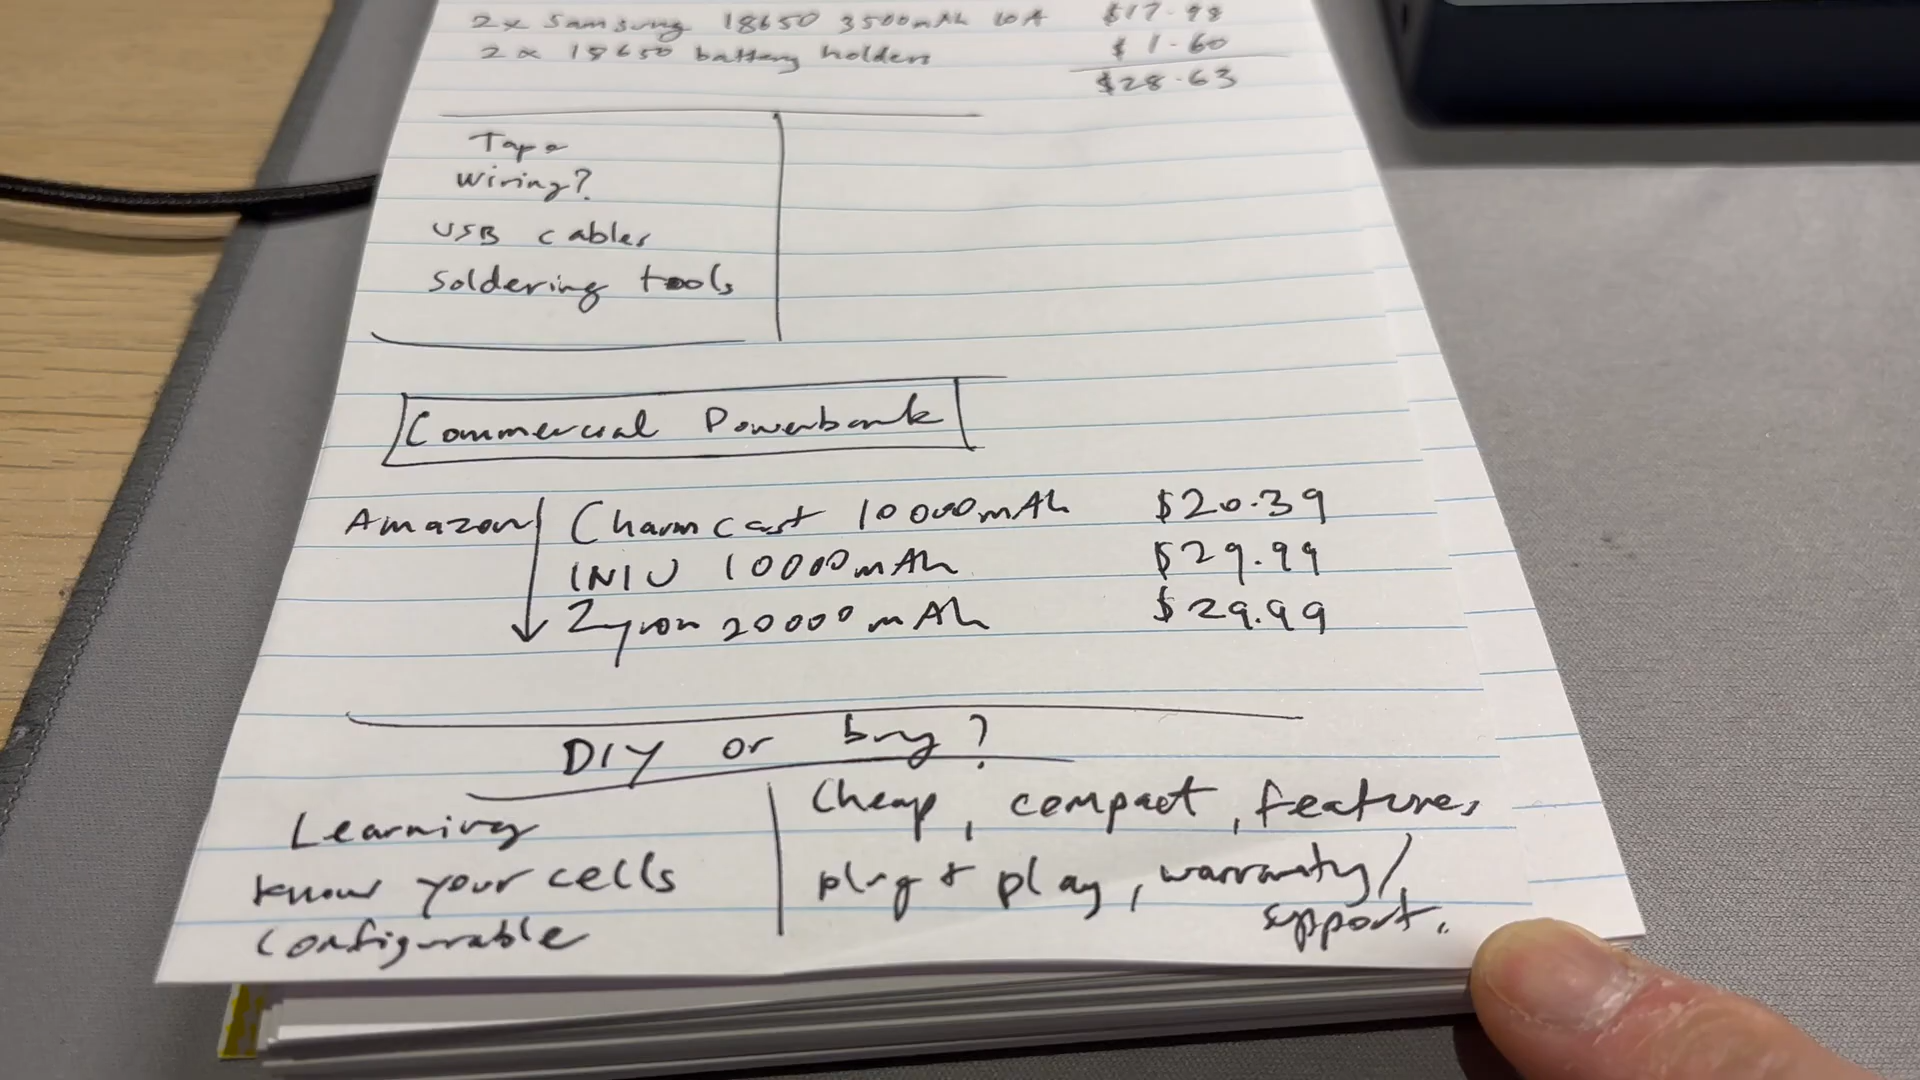 2 x Samsung 18650 3500mAh 10A $17.98
2 x 18650 battery holders $1.60
$28.63
Tape
wiring?
USB cables
soldering tools
Commercial Powerbank
Amazon Charmcast 10000mAh $20.39
INIU 10000mAh $29.99
Zyron 20000mAh $29.99
DIY or buy?
Learning
know your cells
configurable
Cheap, compact, features,
plug + play, warranty/
support.